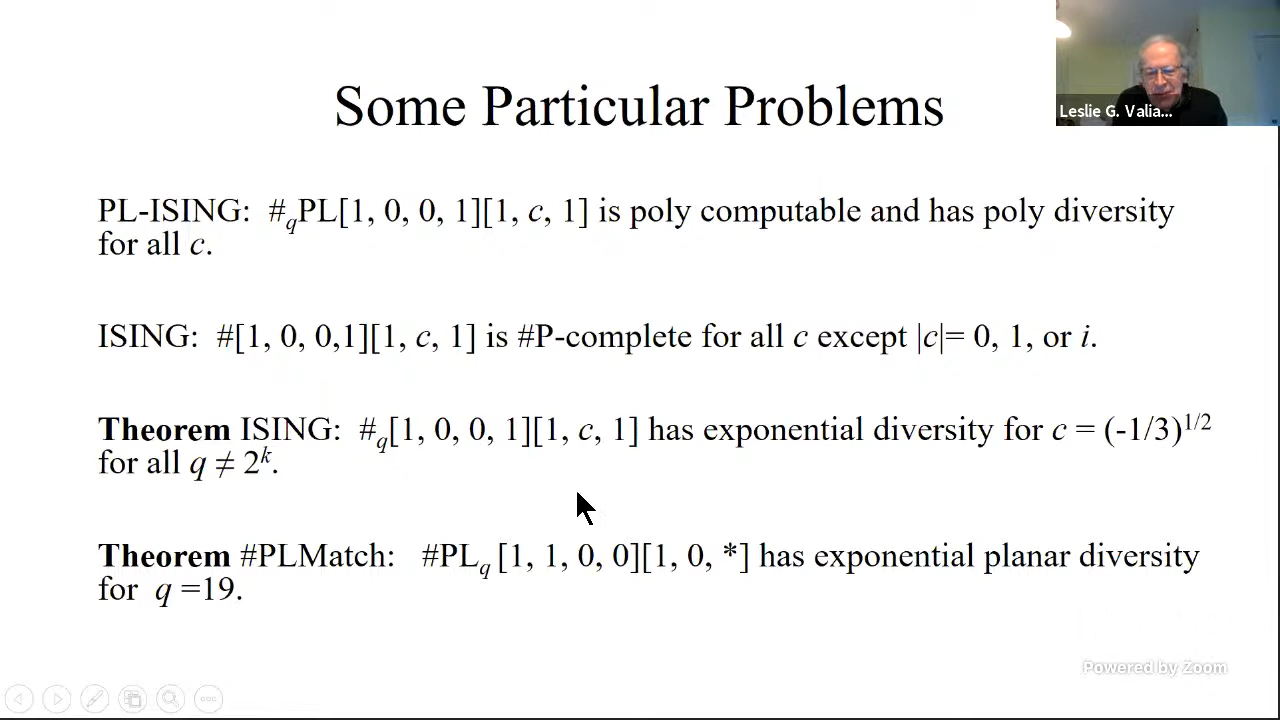 Some Particular Problems
Leslie G. Valia...
PL-ISING: #qPL[1, 0, 0, 1][1, c, 1] is poly computable and has poly diversity
for all c.
ISING: #[1, 0, 0,1][1, c, 1] is #P-complete for all c except |c|= 0, 1, or i.
Theorem ISING: #q[1, 0, 0, 1][1, c, 1] has exponential diversity for c = (-1/3)^1/2
for all q ≠ 2^k.
Theorem #PLMatch: #PLq [1, 1, 0, 0][1, 0, *] has exponential planar diversity
for q =19.
Powered by Zoom